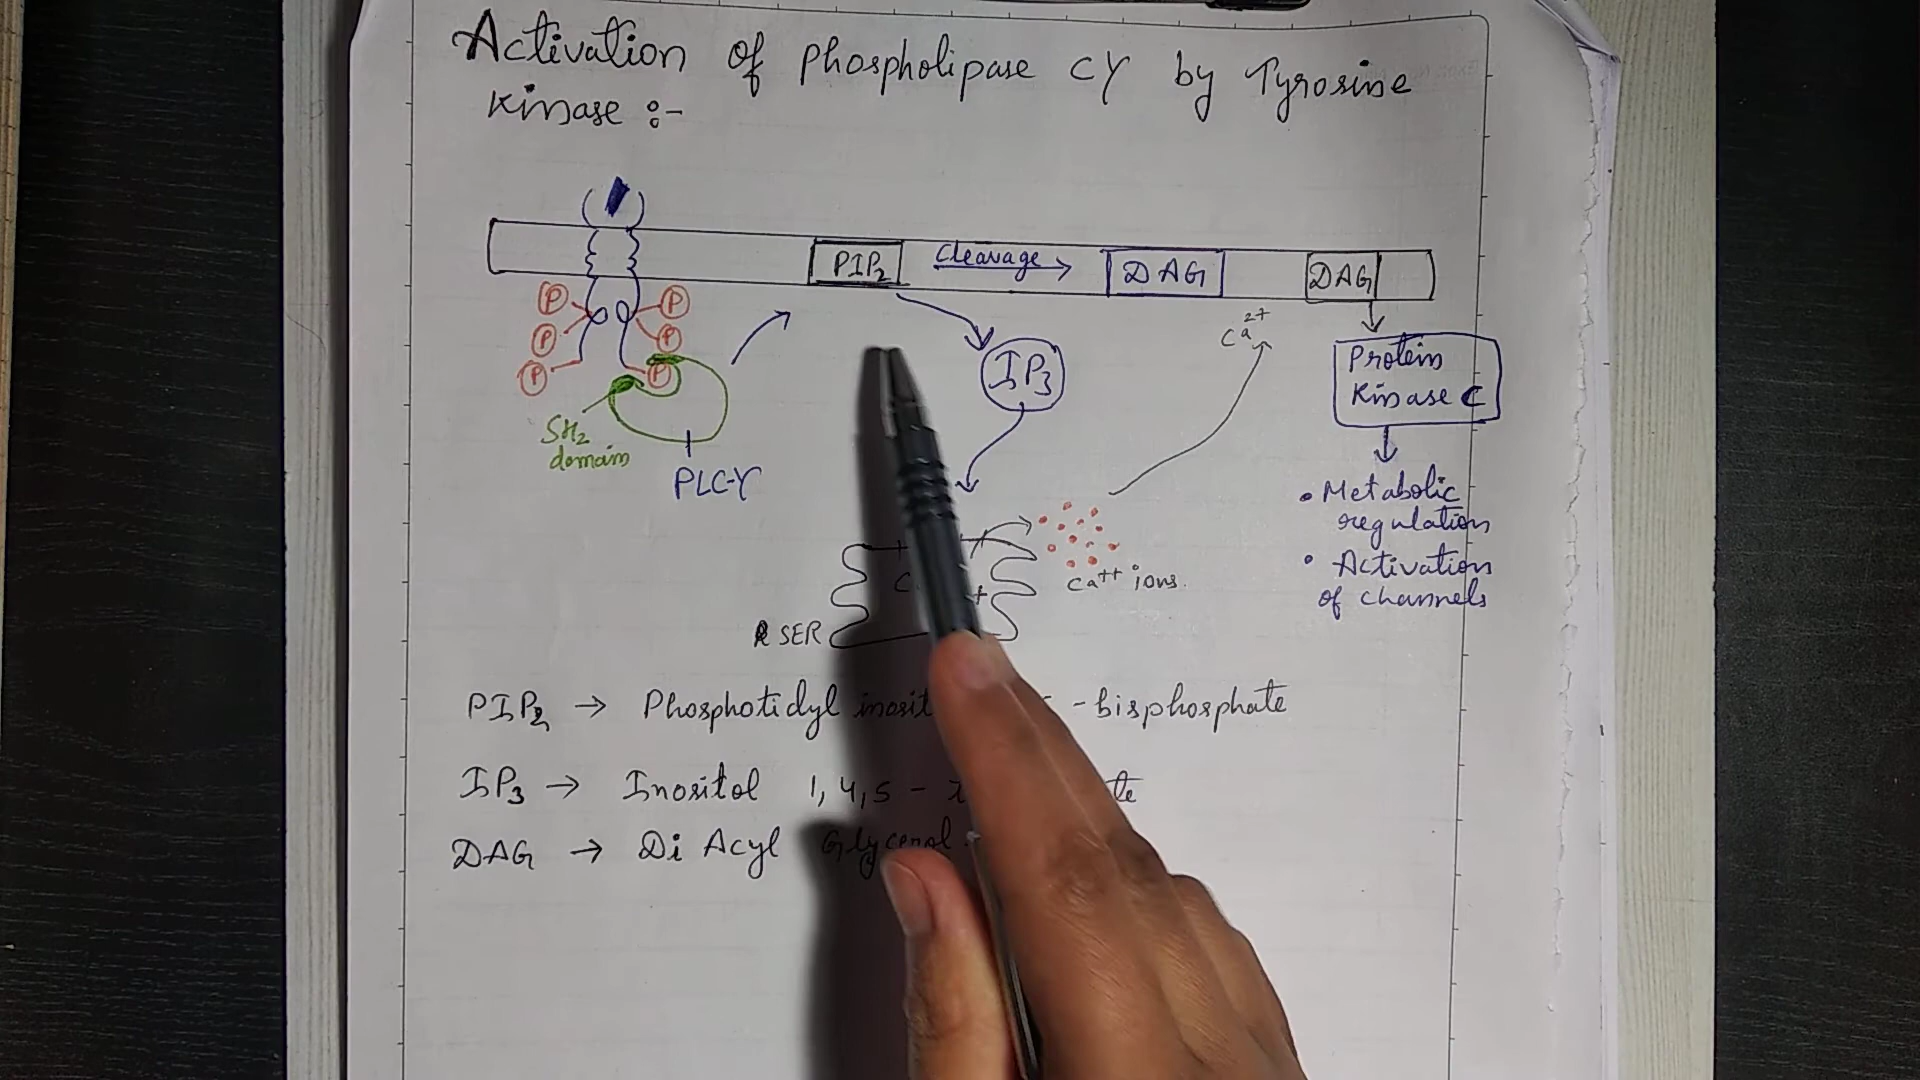 Activation of Phospholipase Cγ by Tyrosine
Kinase :-
PIP₂ Cleavage → DAG DAG
P P
P P
P P
IP₃
Ca²⁺
Protein
Kinase C
SH₂
domain
PLC-γ
• Metabolic
regulation
• Activation
of channels
Ca⁺⁺ ions.
SER
PIP₂ → Phosphotidyl - bisphosphate
IP₃ → Inositol 1, 4, 5 -
DAG → Di Acyl Glycerol.